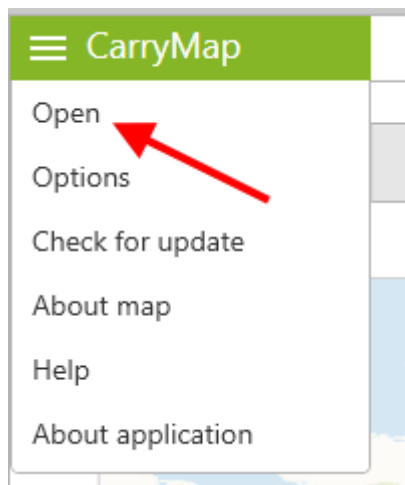 CarryMap
Open
Options
Check for update
About map
Help
About application